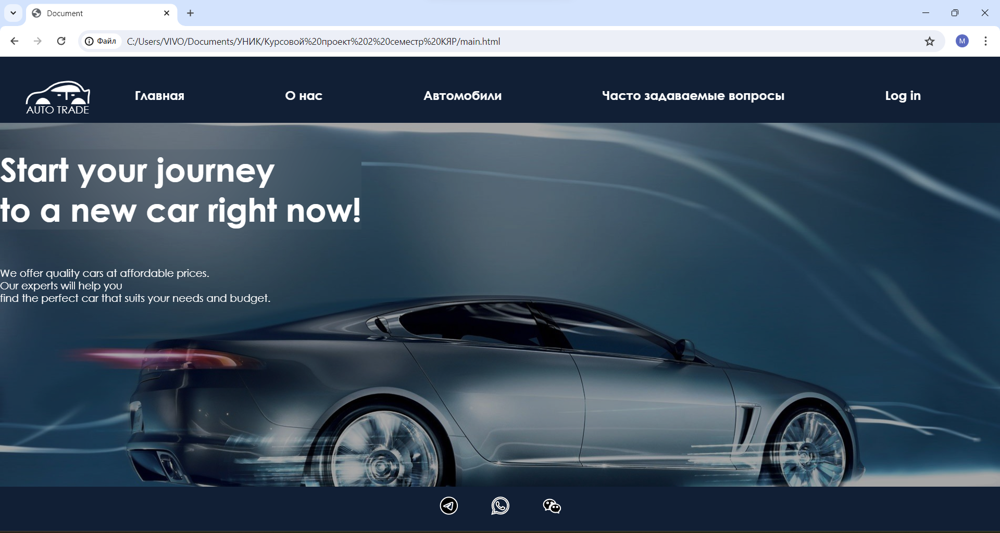 Document
Файл
C:/Users/VIVO/Documents/УНИК/Курсовой%20проект%202%20семестр%20КЯР/main.html
M
AUTO TRADE
Главная
О нас
Автомобили
Часто задаваемые вопросы
Log in
Start your journey
to a new car right now!
We offer quality cars at affordable prices.
Our experts will help you
find the perfect car that suits your needs and budget.